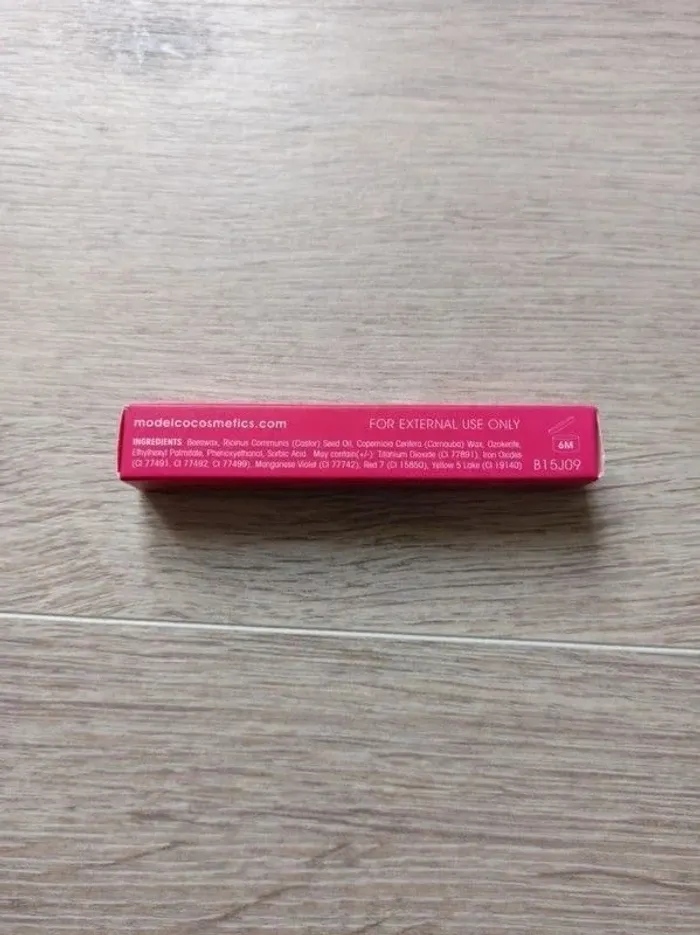 modelcocosmetics.com
FOR EXTERNAL USE ONLY
INGREDIENTS Beeswax, Ricinus Communis (Castor) Seed Oil, Copernicia Cerifera (Carnauba) Wax, Ozokerite,
Ethylhexyl Palmitate, Phenoxyethanol, Sorbic Acid May contain(+/-): Titanium Dioxide (CI 77891), Iron Oxides
(CI 77491, CI 77492, CI 77499), Manganese Violet (CI 77742), Red 7 (CI 15850), Yellow 5 Lake (CI 19140)
6M
B15J09